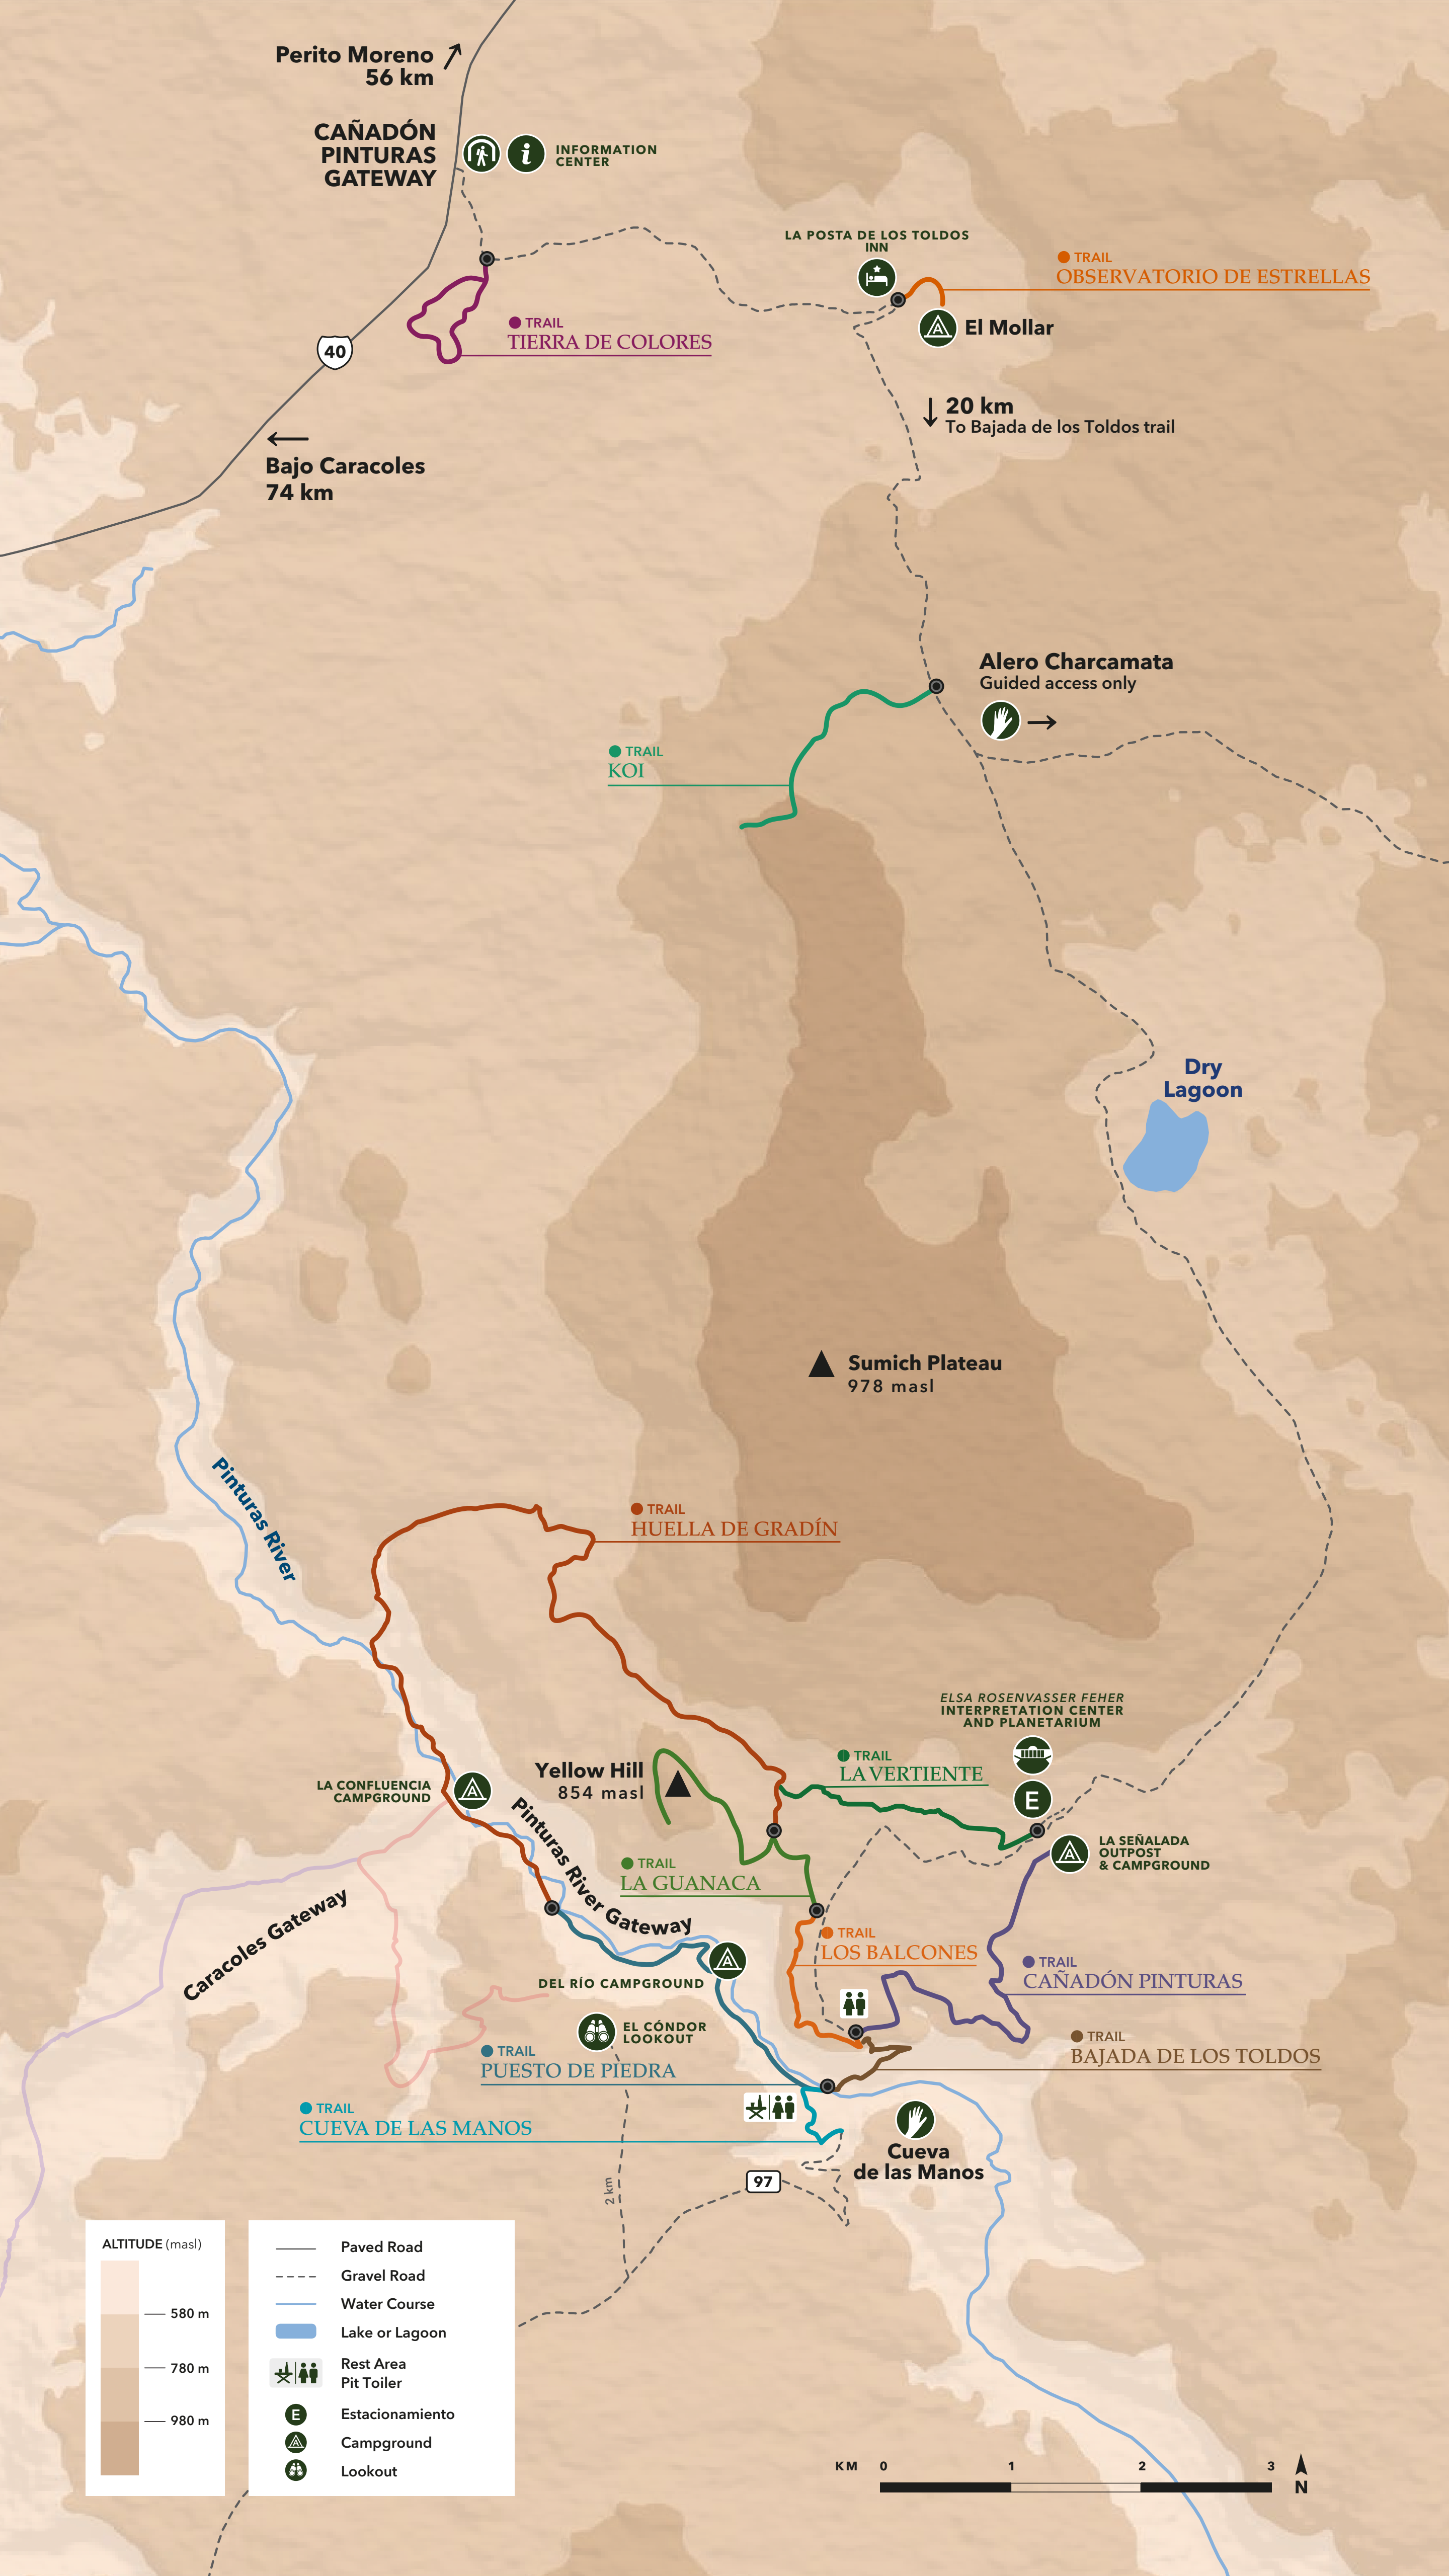 Perito Moreno
56 km
CAÑADÓN
PINTURAS
GATEWAY
i
INFORMATION
CENTER
LA POSTA DE LOS TOLDOS
INN
TRAIL
OBSERVATORIO DE ESTRELLAS
El Mollar
TRAIL
TIERRA DE COLORES
40
20 km
To Bajada de los Toldos trail
Bajo Caracoles
74 km
Alero Charcamata
Guided access only
TRAIL
KOI
Dry
Lagoon
Sumich Plateau
978 masl
Pinturas River
TRAIL
HUELLA DE GRADÍN
ELSA ROSENVASSER FEHER
INTERPRETATION CENTER
AND PLANETARIUM
E
TRAIL
LA VERTIENTE
Yellow Hill
854 masl
LA CONFLUENCIA
CAMPGROUND
Pinturas River Gateway
LA SEÑALADA
OUTPOST
& CAMPGROUND
TRAIL
LA GUANACA
Caracoles Gateway
TRAIL
LOS BALCONES
TRAIL
CAÑADÓN PINTURAS
DEL RÍO CAMPGROUND
EL CÓNDOR
LOOKOUT
TRAIL
BAJADA DE LOS TOLDOS
TRAIL
PUESTO DE PIEDRA
TRAIL
CUEVA DE LAS MANOS
Cueva
de las Manos
97
2 km
ALTITUDE (masl)
580 m
780 m
980 m
Paved Road
Gravel Road
Water Course
Lake or Lagoon
Rest Area
Pit Toiler
E
Estacionamiento
Campground
Lookout
KM 0 1 2 3
N